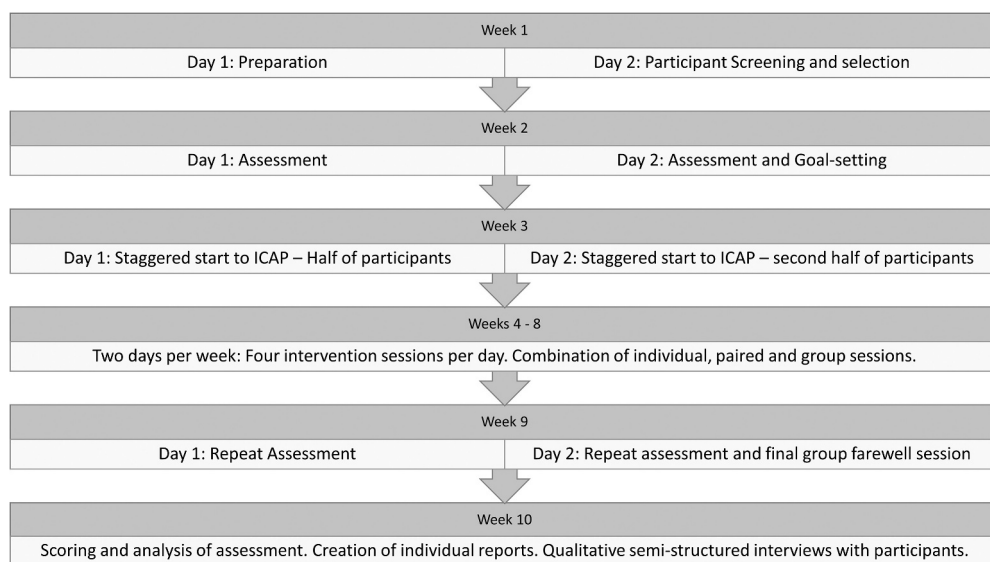 Week 1
Day 1: Preparation
Day 2: Participant Screening and selection
Week 2
Day 1: Assessment
Day 2: Assessment and Goal-setting
Week 3
Day 1: Staggered start to ICAP – Half of participants
Day 2: Staggered start to ICAP – second half of participants
Weeks 4 - 8
Two days per week: Four intervention sessions per day. Combination of individual, paired and group sessions.
Week 9
Day 1: Repeat Assessment
Day 2: Repeat assessment and final group farewell session
Week 10
Scoring and analysis of assessment. Creation of individual reports. Qualitative semi-structured interviews with participants.